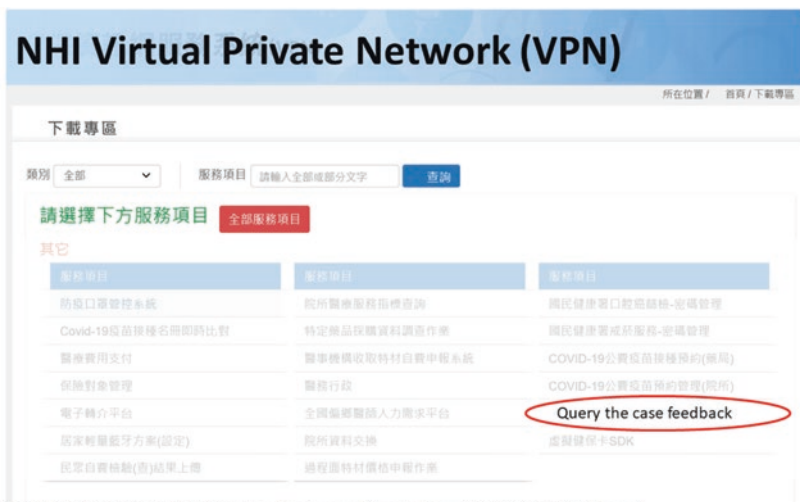 NHI Virtual Private Network (VPN)
所在位置 / 首頁 / 下載專區
下載專區
類別 全部 服務項目 請輸入全部或部分文字 查詢
請選擇下方服務項目 全部服務項目
其它
服務項目 服務項目 服務項目
防疫口罩管控系統 院所醫療服務指標查詢 國民健康署口腔癌篩檢-密碼管理
Covid-19疫苗接種名冊即時比對 特定藥品採購資料調查作業 國民健康署戒菸服務-密碼管理
醫療費用支付 醫事機構收取特材自費申報系統 COVID-19公費疫苗接種預約(藥局)
保險對象管理 醫務行政 COVID-19公費疫苗預約管理(院所)
電子轉介平台 全國偏鄉醫師人力需求平台 Query the case feedback
居家輕量藍牙方案(設定) 院所資料交換 虛擬健保卡SDK
民眾自費檢驗(查)結果上傳 過程面特材價格申報作業